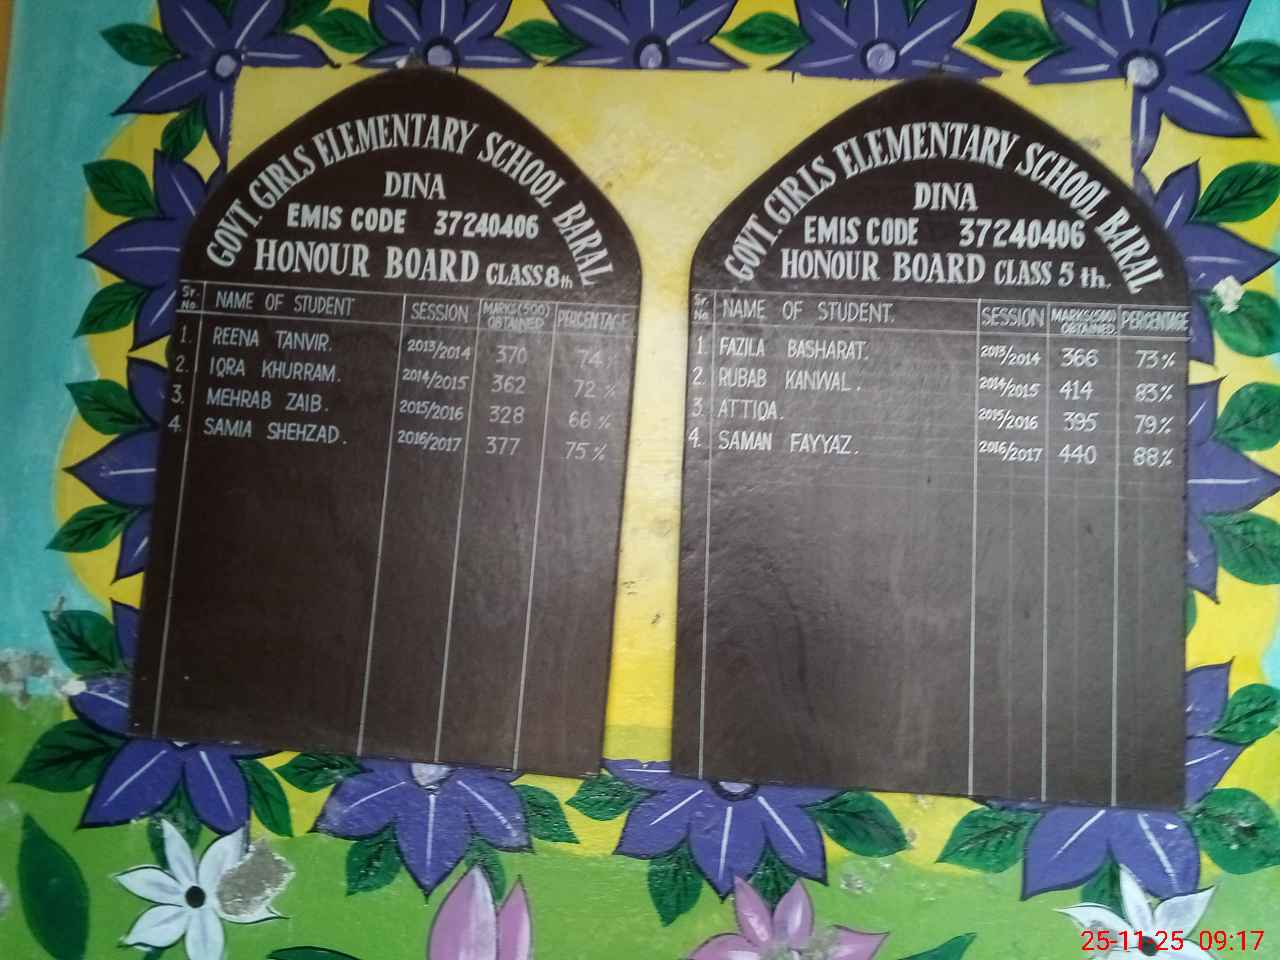 GOVT. GIRLS ELEMENTARY SCHOOL BARAL
DINA
EMIS CODE 37240406
HONOUR BOARD CLASS 8th
Sr. No NAME OF STUDENT SESSION MARKS(500) OBTAINED PERCENTAGE
1. REENA TANVIR. 2013/2014 370 74%
2. IQRA KHURRAM. 2014/2015 362 72%
3. MEHRAB ZAIB. 2015/2016 328 66%
4. SAMIA SHEHZAD. 2016/2017 377 75%
GOVT. GIRLS ELEMENTARY SCHOOL BARAL
DINA
EMIS CODE 37240406
HONOUR BOARD CLASS 5th.
Sr. No NAME OF STUDENT. SESSION MARKS(500) OBTAINED PERCENTAGE
1. FAZILA BASHARAT. 2013/2014 366 73%
2. RUBAB KANWAL. 2014/2015 414 83%
3. ATTIQA. 2015/2016 395 79%
4. SAMAN FAYYAZ. 2016/2017 440 88%
25-11-25 09:17